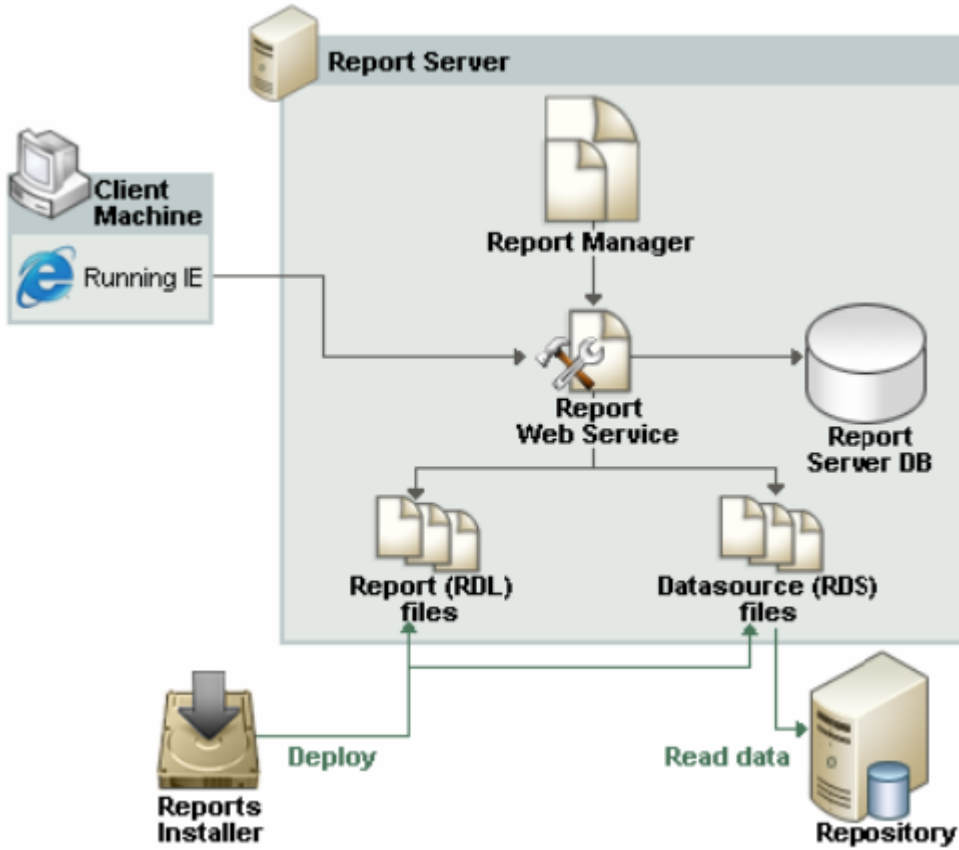 Report Server
Client
Machine
Running IE
Report Manager
Report
Web Service
Report
Server DB
Report (RDL)
files
Datasource (RDS)
files
Deploy
Read data
Reports
Installer
Repository